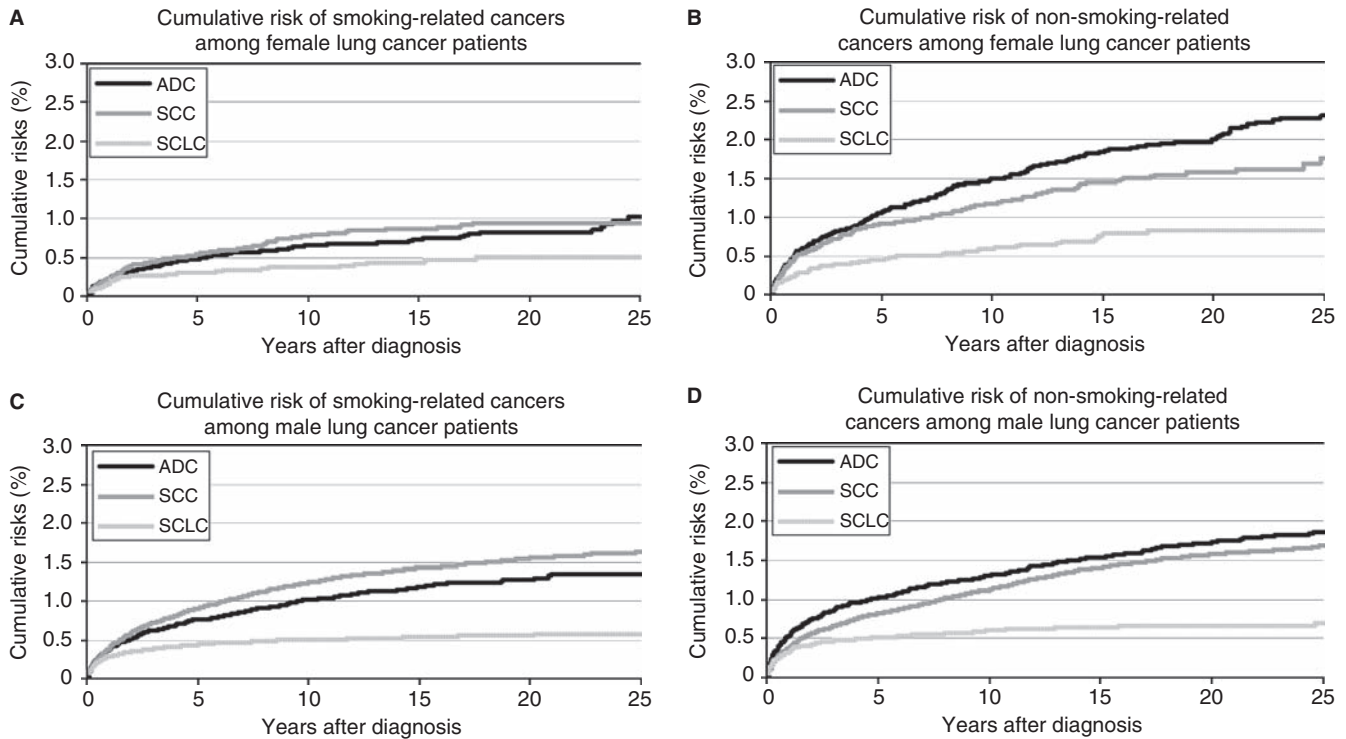 A
Cumulative risk of smoking-related cancers
among female lung cancer patients
Cumulative risks (%)
3.0
2.5
2.0
1.5
1.0
0.5
0
ADC
SCC
SCLC
0 5 10 15 20 25
Years after diagnosis
B
Cumulative risk of non-smoking-related
cancers among female lung cancer patients
Cumulative risks (%)
3.0
2.5
2.0
1.5
1.0
0.5
0
ADC
SCC
SCLC
0 5 10 15 20 25
Years after diagnosis
C
Cumulative risk of smoking-related cancers
among male lung cancer patients
Cumulative risks (%)
3.0
2.5
2.0
1.5
1.0
0.5
0
ADC
SCC
SCLC
0 5 10 15 20 25
Years after diagnosis
D
Cumulative risk of non-smoking-related
cancers among male lung cancer patients
Cumulative risks (%)
3.0
2.5
2.0
1.5
1.0
0.5
0
ADC
SCC
SCLC
0 5 10 15 20 25
Years after diagnosis